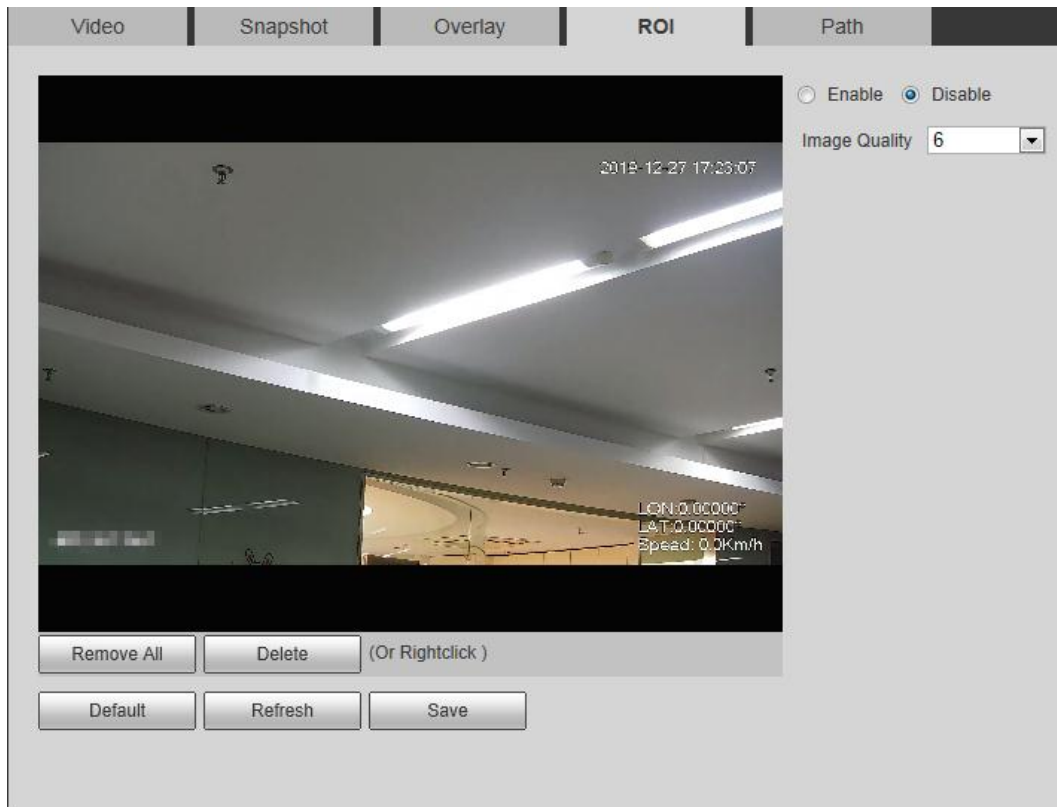 Video Snapshot Overlay ROI Path
Enable Disable
Image Quality 6
2019-12-27 17:23:07
LON:0.00000°
LAT:0.00000°
Speed: 0.0Km/h
Remove All Delete (Or Rightclick )
Default Refresh Save